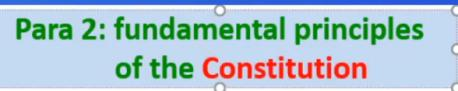 Para 2: fundamental principles
of the Constitution